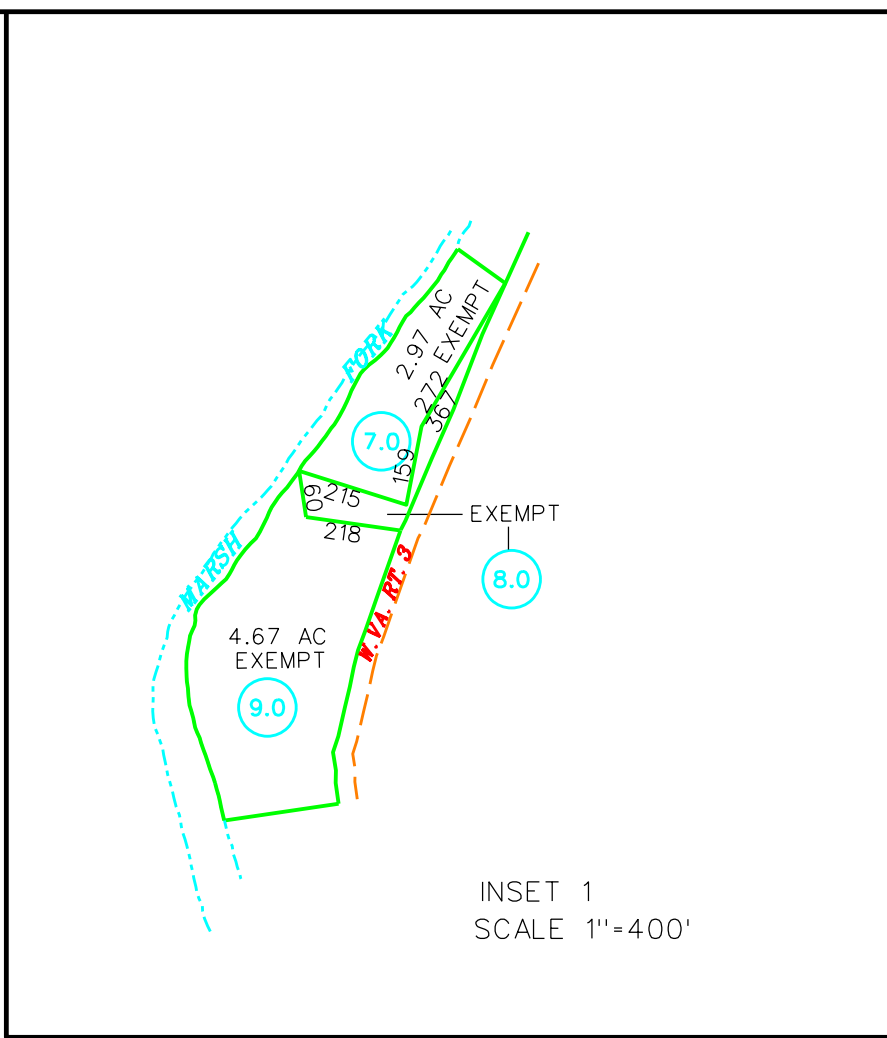 FORK
2.97 AC
EXEMPT
272
367
7.0
159
60
215
218
EXEMPT
8.0
MARSH
W.VA. RT. 3
4.67 AC
EXEMPT
9.0
INSET 1
SCALE 1"=400'